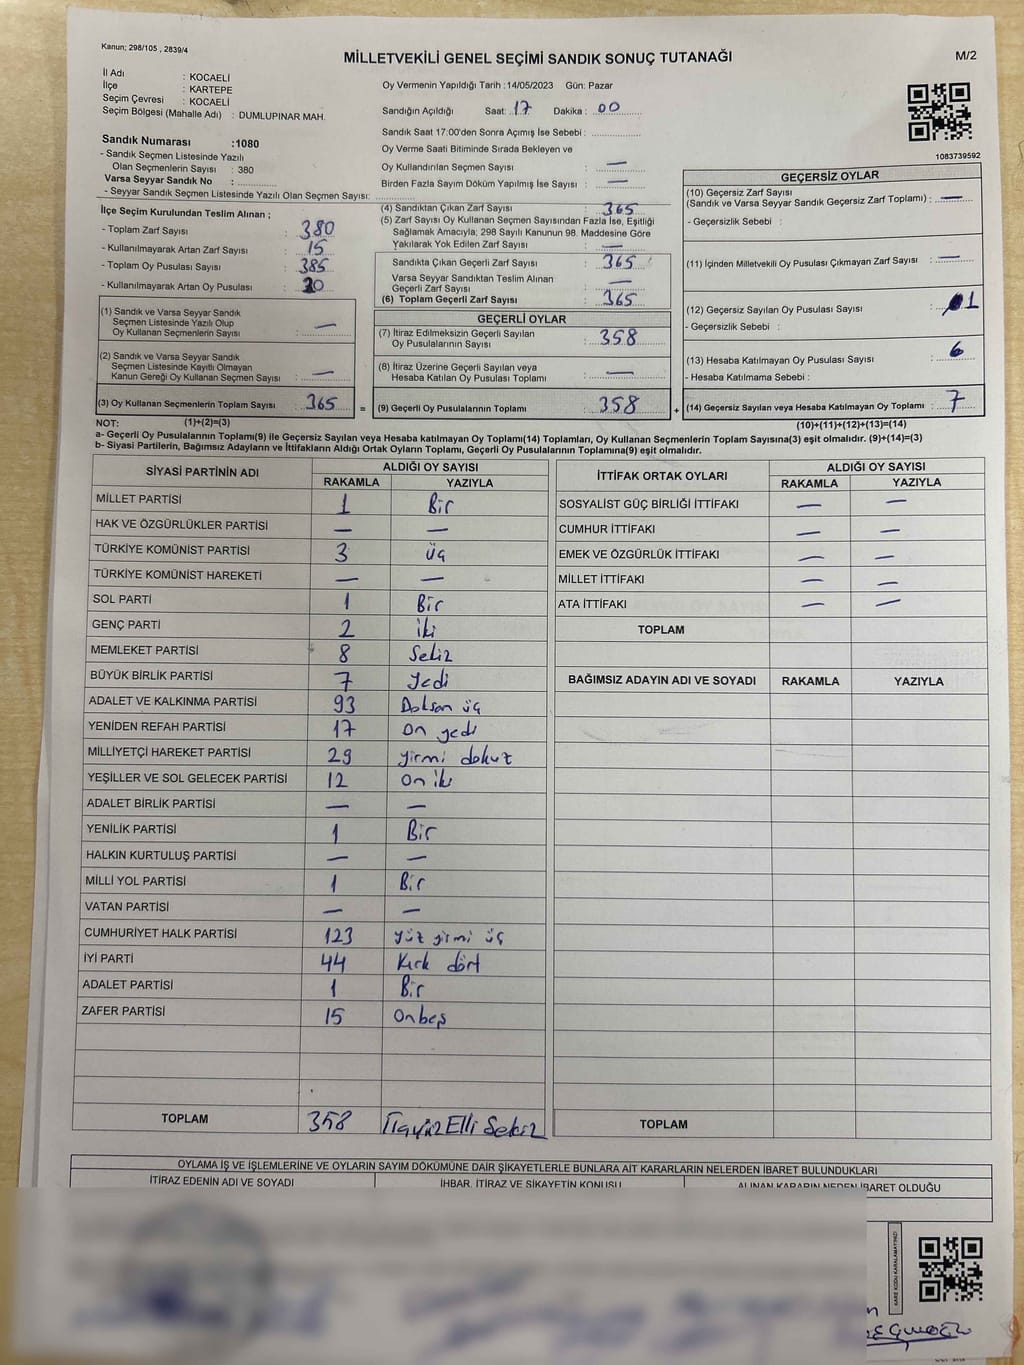 Kanun; 298/105 , 2839/4
MİLLETVEKİLİ GENEL SEÇİMİ SANDIK SONUÇ TUTANAĞI
M/2
İl Adı : KOCAELİ
İlçe : KARTEPE
Seçim Çevresi : KOCAELİ
Seçim Bölgesi (Mahalle Adı) : DUMLUPINAR MAH.
Oy Vermenin Yapıldığı Tarih : 14/05/2023 Gün: Pazar
Sandığın Açıldığı Saat: 17 Dakika : 00
Sandık Saat 17:00'den Sonra Açımış İse Sebebi :
Oy Verme Saati Bitiminde Sırada Bekleyen ve
Oy Kullandırılan Seçmen Sayısı : —
Birden Fazla Sayım Döküm Yapılmış İse Sayısı : —
Sandık Numarası :1080
- Sandık Seçmen Listesinde Yazılı
Olan Seçmenlerin Sayısı : 380
Varsa Seyyar Sandık No :
- Seyyar Sandık Seçmen Listesinde Yazılı Olan Seçmen Sayısı:
1083739592
İlçe Seçim Kurulundan Teslim Alınan ;
- Toplam Zarf Sayısı : 380
- Kullanılmayarak Artan Zarf Sayısı : 15
- Toplam Oy Pusulası Sayısı : 385
- Kullanılmayarak Artan Oy Pusulası : 20
(4) Sandıktan Çıkan Zarf Sayısı : 365
(5) Zarf Sayısı Oy Kullanan Seçmen Sayısından Fazla İse, Eşitliği
Sağlamak Amacıyla; 298 Sayılı Kanunun 98. Maddesine Göre
Yakılarak Yok Edilen Zarf Sayısı : —
Sandıkta Çıkan Geçerli Zarf Sayısı : 365
Varsa Seyyar Sandıktan Teslim Alınan
Geçerli Zarf Sayısı : —
(6) Toplam Geçerli Zarf Sayısı : 365
GEÇERSİZ OYLAR
(10) Geçersiz Zarf Sayısı
(Sandık ve Varsa Seyyar Sandık Geçersiz Zarf Toplamı) : —
- Geçersizlik Sebebi :
(11) İçinden Milletvekili Oy Pusulası Çıkmayan Zarf Sayısı : —
(12) Geçersiz Sayılan Oy Pusulası Sayısı : 1
- Geçersizlik Sebebi :
(13) Hesaba Katılmayan Oy Pusulası Sayısı : 6
- Hesaba Katılmama Sebebi :
(14) Geçersiz Sayılan veya Hesaba Katılmayan Oy Toplamı : 7
(10)+(11)+(12)+(13)=(14)
(1) Sandık ve Varsa Seyyar Sandık
Seçmen Listesinde Yazılı Olup
Oy Kullanan Seçmenlerin Sayısı : —
(2) Sandık ve Varsa Seyyar Sandık
Seçmen Listesinde Kayıtlı Olmayan
Kanun Gereği Oy Kullanan Seçmen Sayısı : —
(3) Oy Kullanan Seçmenlerin Toplam Sayısı : 365
GEÇERLİ OYLAR
(7) İtiraz Edilmeksizin Geçerli Sayılan
Oy Pusulalarının Sayısı : 358
(8) İtiraz Üzerine Geçerli Sayılan veya
Hesaba Katılan Oy Pusulası Toplamı : —
= (9) Geçerli Oy Pusulalarının Toplamı : 358 +
NOT: (1)+(2)=(3)
a- Geçerli Oy Pusulalarının Toplamı(9) ile Geçersiz Sayılan veya Hesaba katılmayan Oy Toplamı(14) Toplamları, Oy Kullanan Seçmenlerin Toplam Sayısına(3) eşit olmalıdır. (9)+(14)=(3)
b- Siyasi Partilerin, Bağımsız Adayların ve İttifakların Aldığı Ortak Oyların Toplamı, Geçerli Oy Pusulalarının Toplamına(9) eşit olmalıdır.
SİYASİ PARTİNİN ADI ALDIĞI OY SAYISI
RAKAMLA YAZIYLA
MİLLET PARTİSİ 1 Bir
HAK VE ÖZGÜRLÜKLER PARTİSİ — —
TÜRKİYE KOMÜNİST PARTİSİ 3 üç
TÜRKİYE KOMÜNİST HAREKETİ — —
SOL PARTİ 1 Bir
GENÇ PARTİ 2 iki
MEMLEKET PARTİSİ 8 Sekiz
BÜYÜK BİRLİK PARTİSİ 7 yedi
ADALET VE KALKINMA PARTİSİ 93 Doksan üç
YENİDEN REFAH PARTİSİ 17 on yedi
MİLLİYETÇİ HAREKET PARTİSİ 29 yirmi dokuz
YEŞİLLER VE SOL GELECEK PARTİSİ 12 on iki
ADALET BİRLİK PARTİSİ — —
YENİLİK PARTİSİ 1 Bir
HALKIN KURTULUŞ PARTİSİ — —
MİLLİ YOL PARTİSİ 1 Bir
VATAN PARTİSİ — —
CUMHURİYET HALK PARTİSİ 123 yüz yirmi üç
İYİ PARTİ 44 Kırk dört
ADALET PARTİSİ 1 Bir
ZAFER PARTİSİ 15 Onbeş
TOPLAM 358 Üçyüz Elli Sekiz
İTTİFAK ORTAK OYLARI ALDIĞI OY SAYISI
RAKAMLA YAZIYLA
SOSYALİST GÜÇ BİRLİĞİ İTTİFAKI — —
CUMHUR İTTİFAKI — —
EMEK VE ÖZGÜRLÜK İTTİFAKI — —
MİLLET İTTİFAKI — —
ATA İTTİFAKI — —
TOPLAM
BAĞIMSIZ ADAYIN ADI VE SOYADI RAKAMLA YAZIYLA
TOPLAM
OYLAMA İŞ VE İŞLEMLERİNE VE OYLARIN SAYIM DÖKÜMÜNE DAİR ŞİKAYETLERLE BUNLARA AİT KARARLARIN NELERDEN İBARET BULUNDUKLARI
İTİRAZ EDENİN ADI VE SOYADI İHBAR, İTİRAZ VE ŞİKAYETİN KONUSU ALINAN KARARIN NEDEN İBARET OLDUĞU
KARE KODU KARALAMAYINIZ!